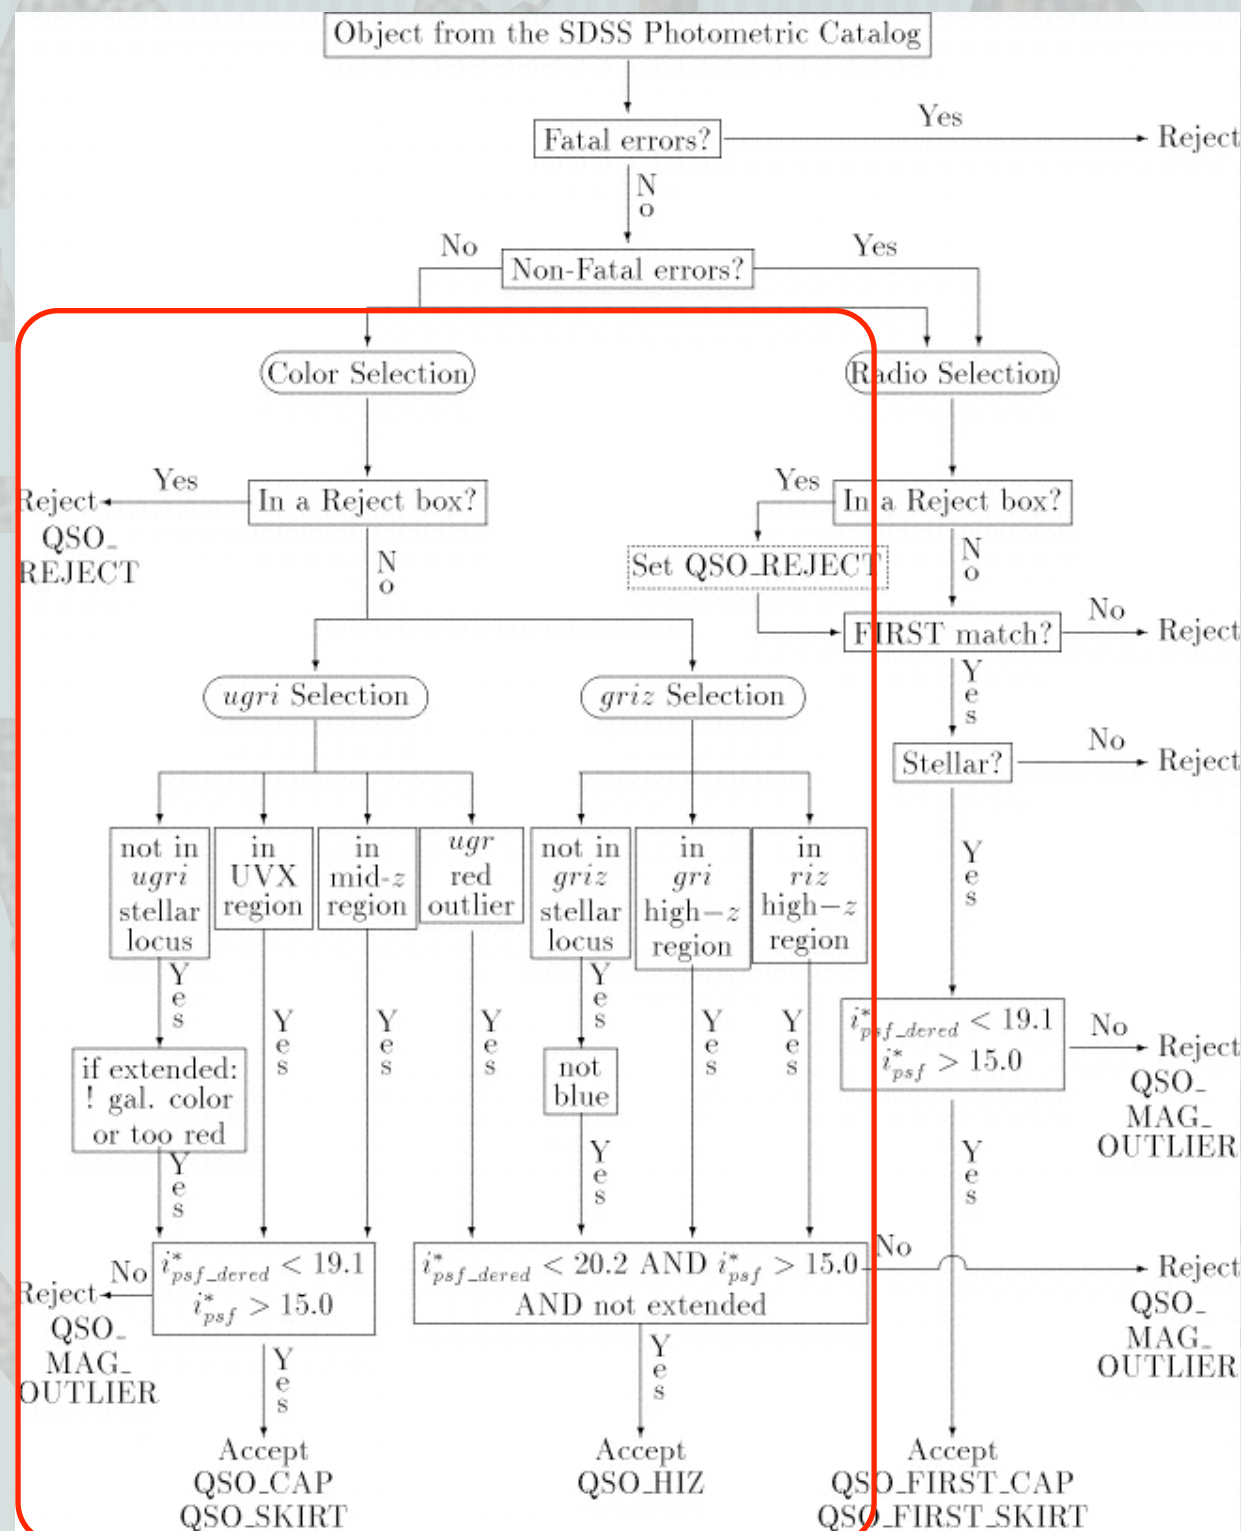 Object from the SDSS Photometric Catalog
Fatal errors?
Yes
Reject
No
Non-Fatal errors?
No
Yes
Color Selection
Radio Selection
In a Reject box?
Yes
Reject
QSO_
REJECT
No
In a Reject box?
Yes
Set QSO_REJECT
No
FIRST match?
No
Reject
Yes
Stellar?
No
Reject
Yes
ugri Selection
griz Selection
not in
ugri
stellar
locus
in
UVX
region
in
mid-z
region
ugr
red
outlier
not in
griz
stellar
locus
in
gri
high−z
region
in
riz
high−z
region
Yes
Yes
Yes
Yes
Yes
Yes
Yes
if extended:
! gal. color
or too red
Yes
not
blue
Yes
i*psf_dered < 19.1
i*psf > 15.0
No
Reject
QSO_
MAG_
OUTLIER
Yes
i*psf_dered < 19.1
i*psf > 15.0
No
Reject
QSO_
MAG_
OUTLIER
Yes
i*psf_dered < 20.2 AND i*psf > 15.0
AND not extended
No
Reject
QSO_
MAG_
OUTLIER
Yes
Accept
QSO_CAP
QSO_SKIRT
Accept
QSO_HIZ
Accept
QSO_FIRST_CAP
QSO_FIRST_SKIRT